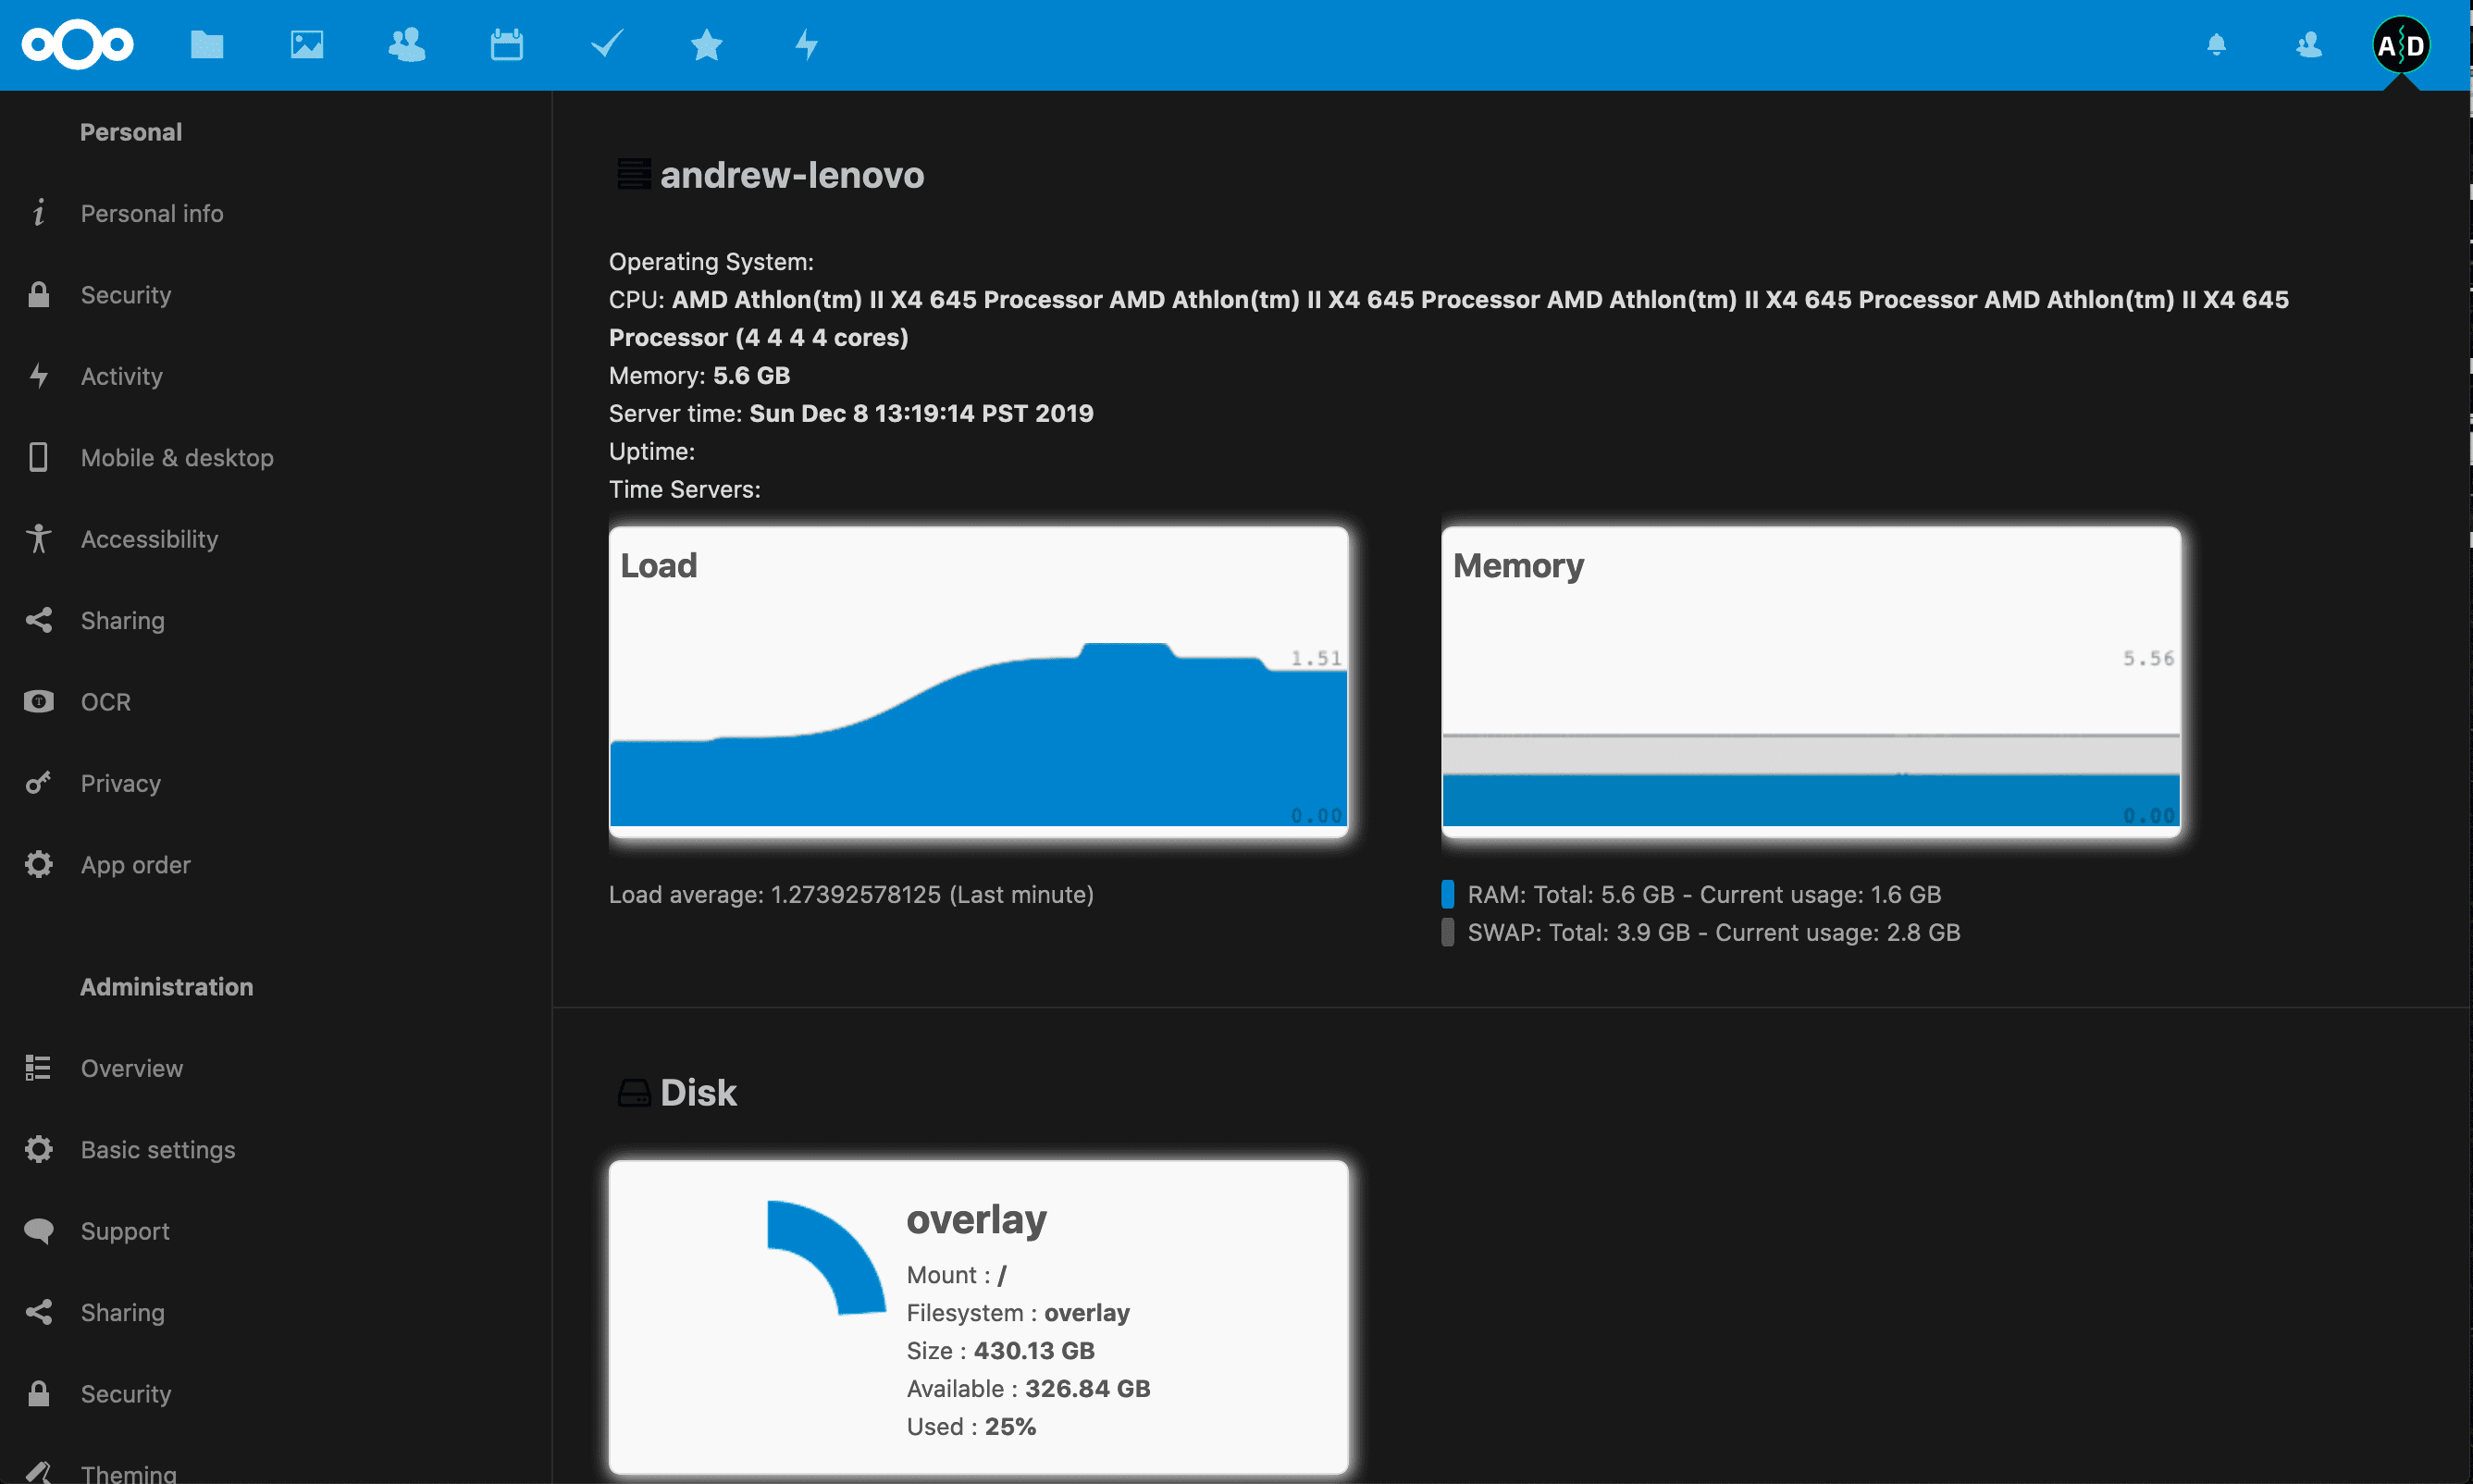 A D
Personal
Personal info
Security
Activity
Mobile & desktop
Accessibility
Sharing
OCR
Privacy
App order
Administration
Overview
Basic settings
Support
Sharing
Security
Theming
andrew-lenovo
Operating System:
CPU: AMD Athlon(tm) II X4 645 Processor AMD Athlon(tm) II X4 645 Processor AMD Athlon(tm) II X4 645 Processor AMD Athlon(tm) II X4 645
Processor (4 4 4 4 cores)
Memory: 5.6 GB
Server time: Sun Dec 8 13:19:14 PST 2019
Uptime:
Time Servers:
Load
1.51
0.00
Load average: 1.27392578125 (Last minute)
Memory
5.56
0.00
RAM: Total: 5.6 GB - Current usage: 1.6 GB
SWAP: Total: 3.9 GB - Current usage: 2.8 GB
Disk
overlay
Mount : /
Filesystem : overlay
Size : 430.13 GB
Available : 326.84 GB
Used : 25%